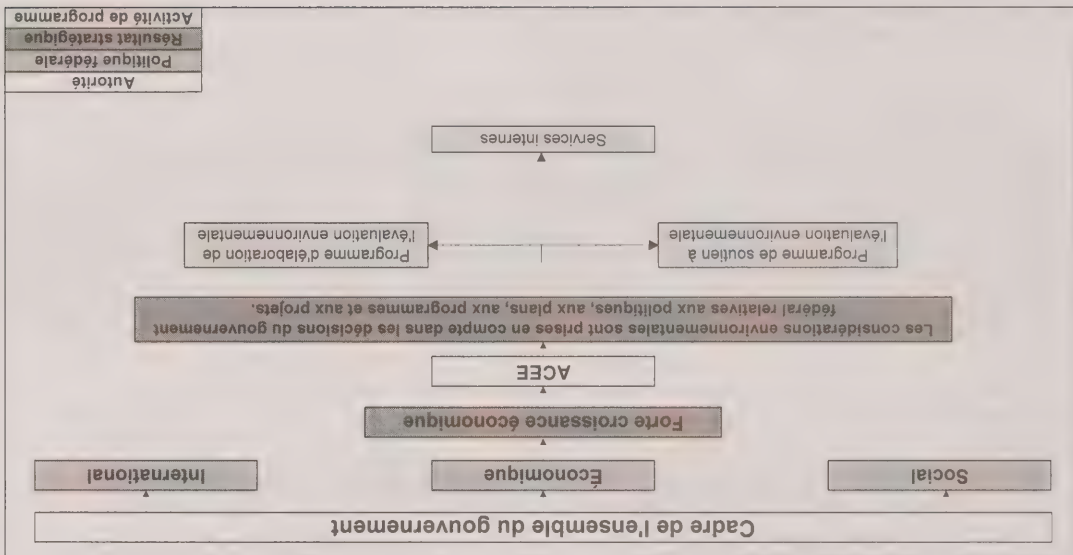 Cadre de l'ensemble du gouvernement
Social
Économique
International
Forte croissance économique
ACEE
Les considérations environnementales sont prises en compte dans les décisions du gouvernement
fédéral relatives aux politiques, aux plans, aux programmes et aux projets.
Programme de soutien à
l'évaluation environnementale
Programme d'élaboration de
l'évaluation environnementale
Services internes
Autorité
Politique fédérale
Résultat stratégique
Activité de programme